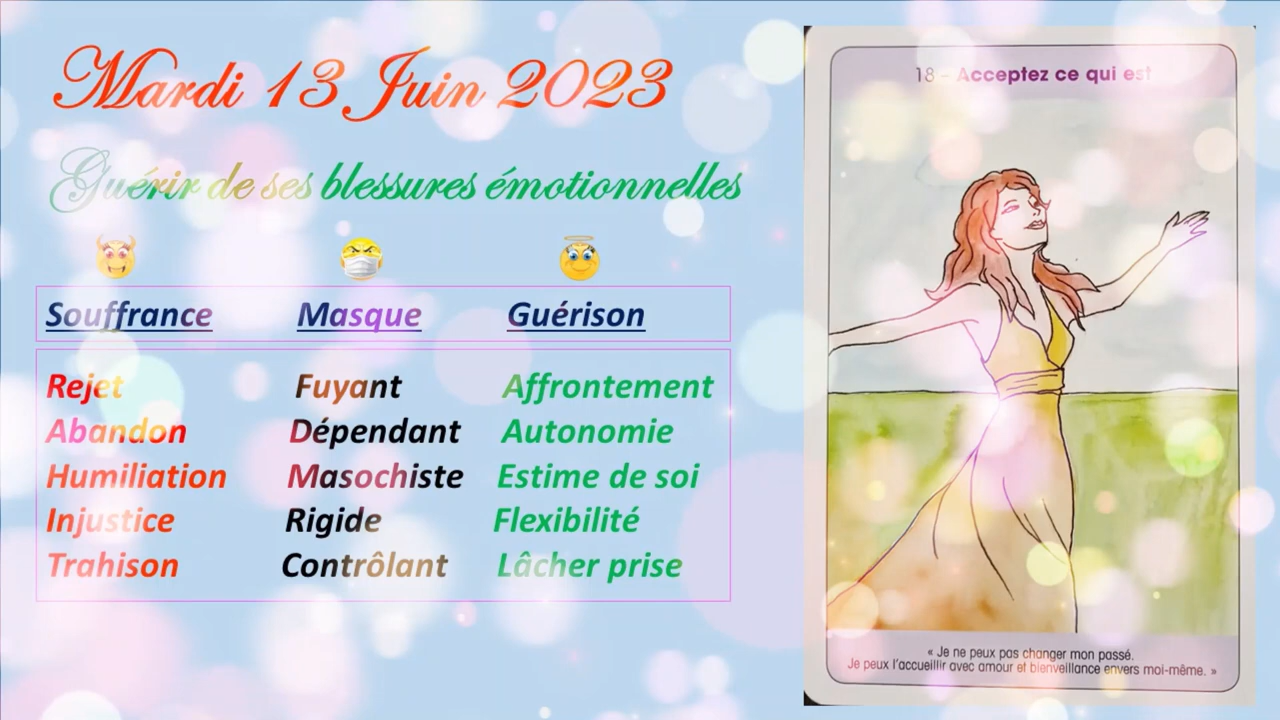 Mardi 13 Juin 2023
Guérir de ses blessures émotionnelles
Souffrance Masque Guérison
Rejet Fuyant Affrontement
Abandon Dépendant Autonomie
Humiliation Masochiste Estime de soi
Injustice Rigide Flexibilité
Trahison Contrôlant Lâcher prise
18 - Acceptez ce qui est
« Je ne peux pas changer mon passé.
Je peux l'accueillir avec amour et bienveillance envers moi-même. »